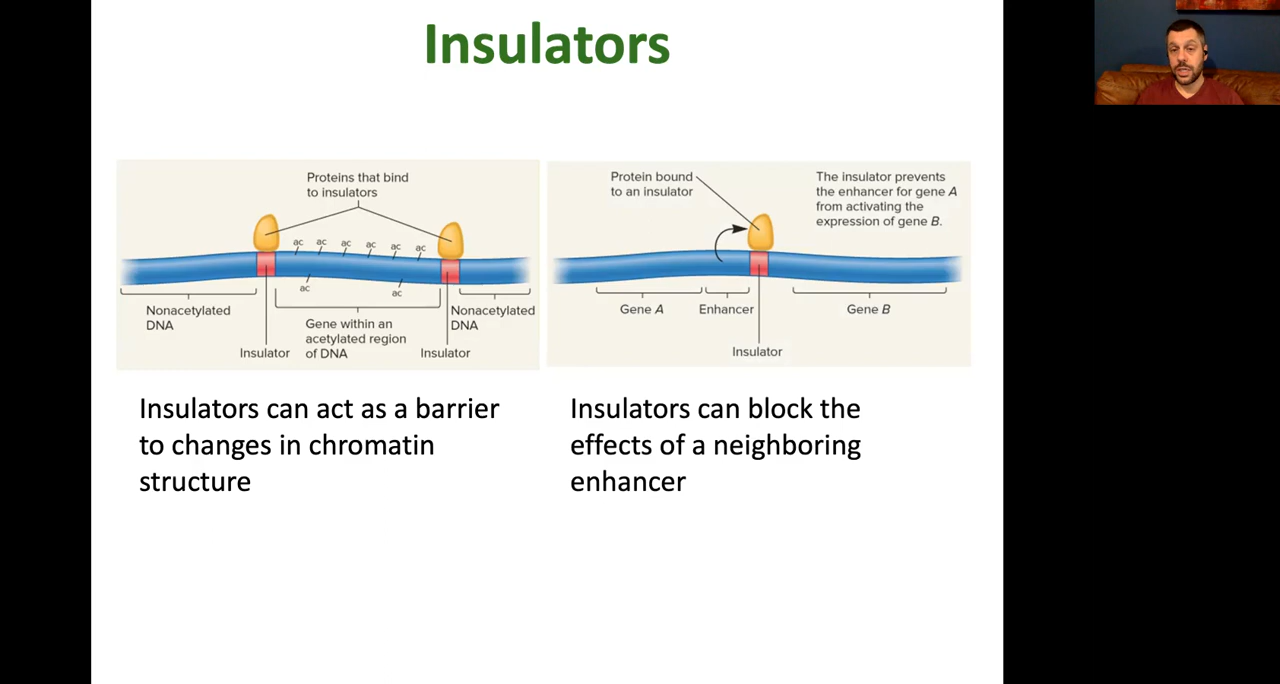 Insulators
Proteins that bind
to insulators
ac ac ac ac ac ac
ac ac
Nonacetylated
DNA
Insulator
Gene within an
acetylated region
of DNA
Insulator
Nonacetylated
DNA
Protein bound
to an insulator
The insulator prevents
the enhancer for gene A
from activating the
expression of gene B.
Gene A
Enhancer
Gene B
Insulator
Insulators can act as a barrier
to changes in chromatin
structure
Insulators can block the
effects of a neighboring
enhancer